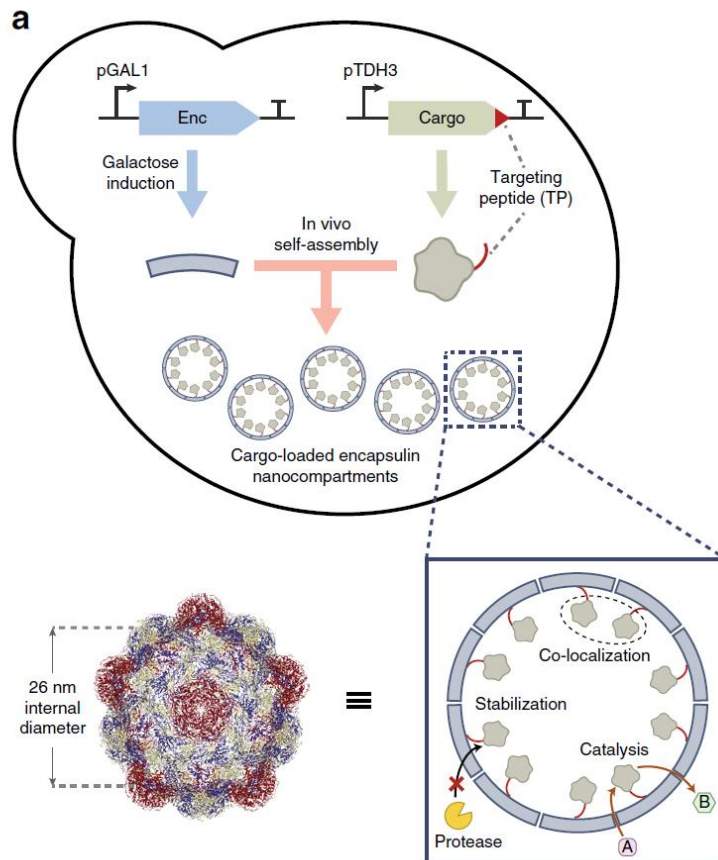 a
pGAL1
pTDH3
Enc
Cargo
Galactose
induction
Targeting
peptide (TP)
In vivo
self-assembly
Cargo-loaded encapsulin
nanocompartments
26 nm
internal
diameter
≡
Co-localization
Stabilization
Catalysis
B
Protease
A